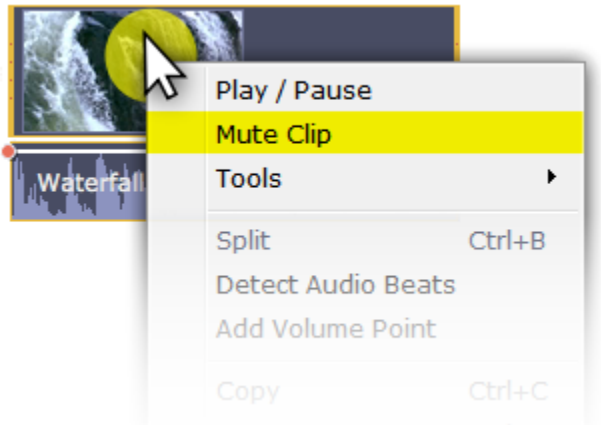 Play / Pause
Mute Clip
Waterfall
Tools
Split Ctrl+B
Detect Audio Beats
Add Volume Point
Copy Ctrl+C